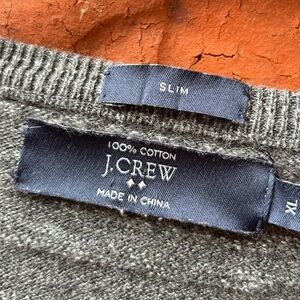 SLIM
100% COTTON
J.CREW
MADE IN CHINA
XL